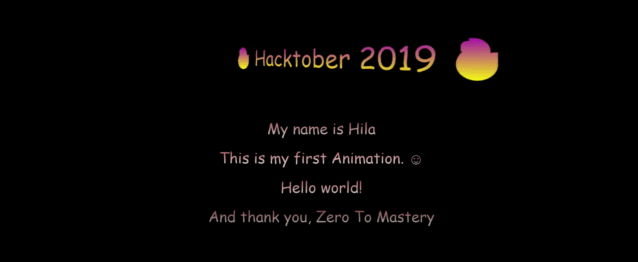 Hacktober 2019
My name is Hila
This is my first Animation. ☺
Hello world!
And thank you, Zero To Mastery